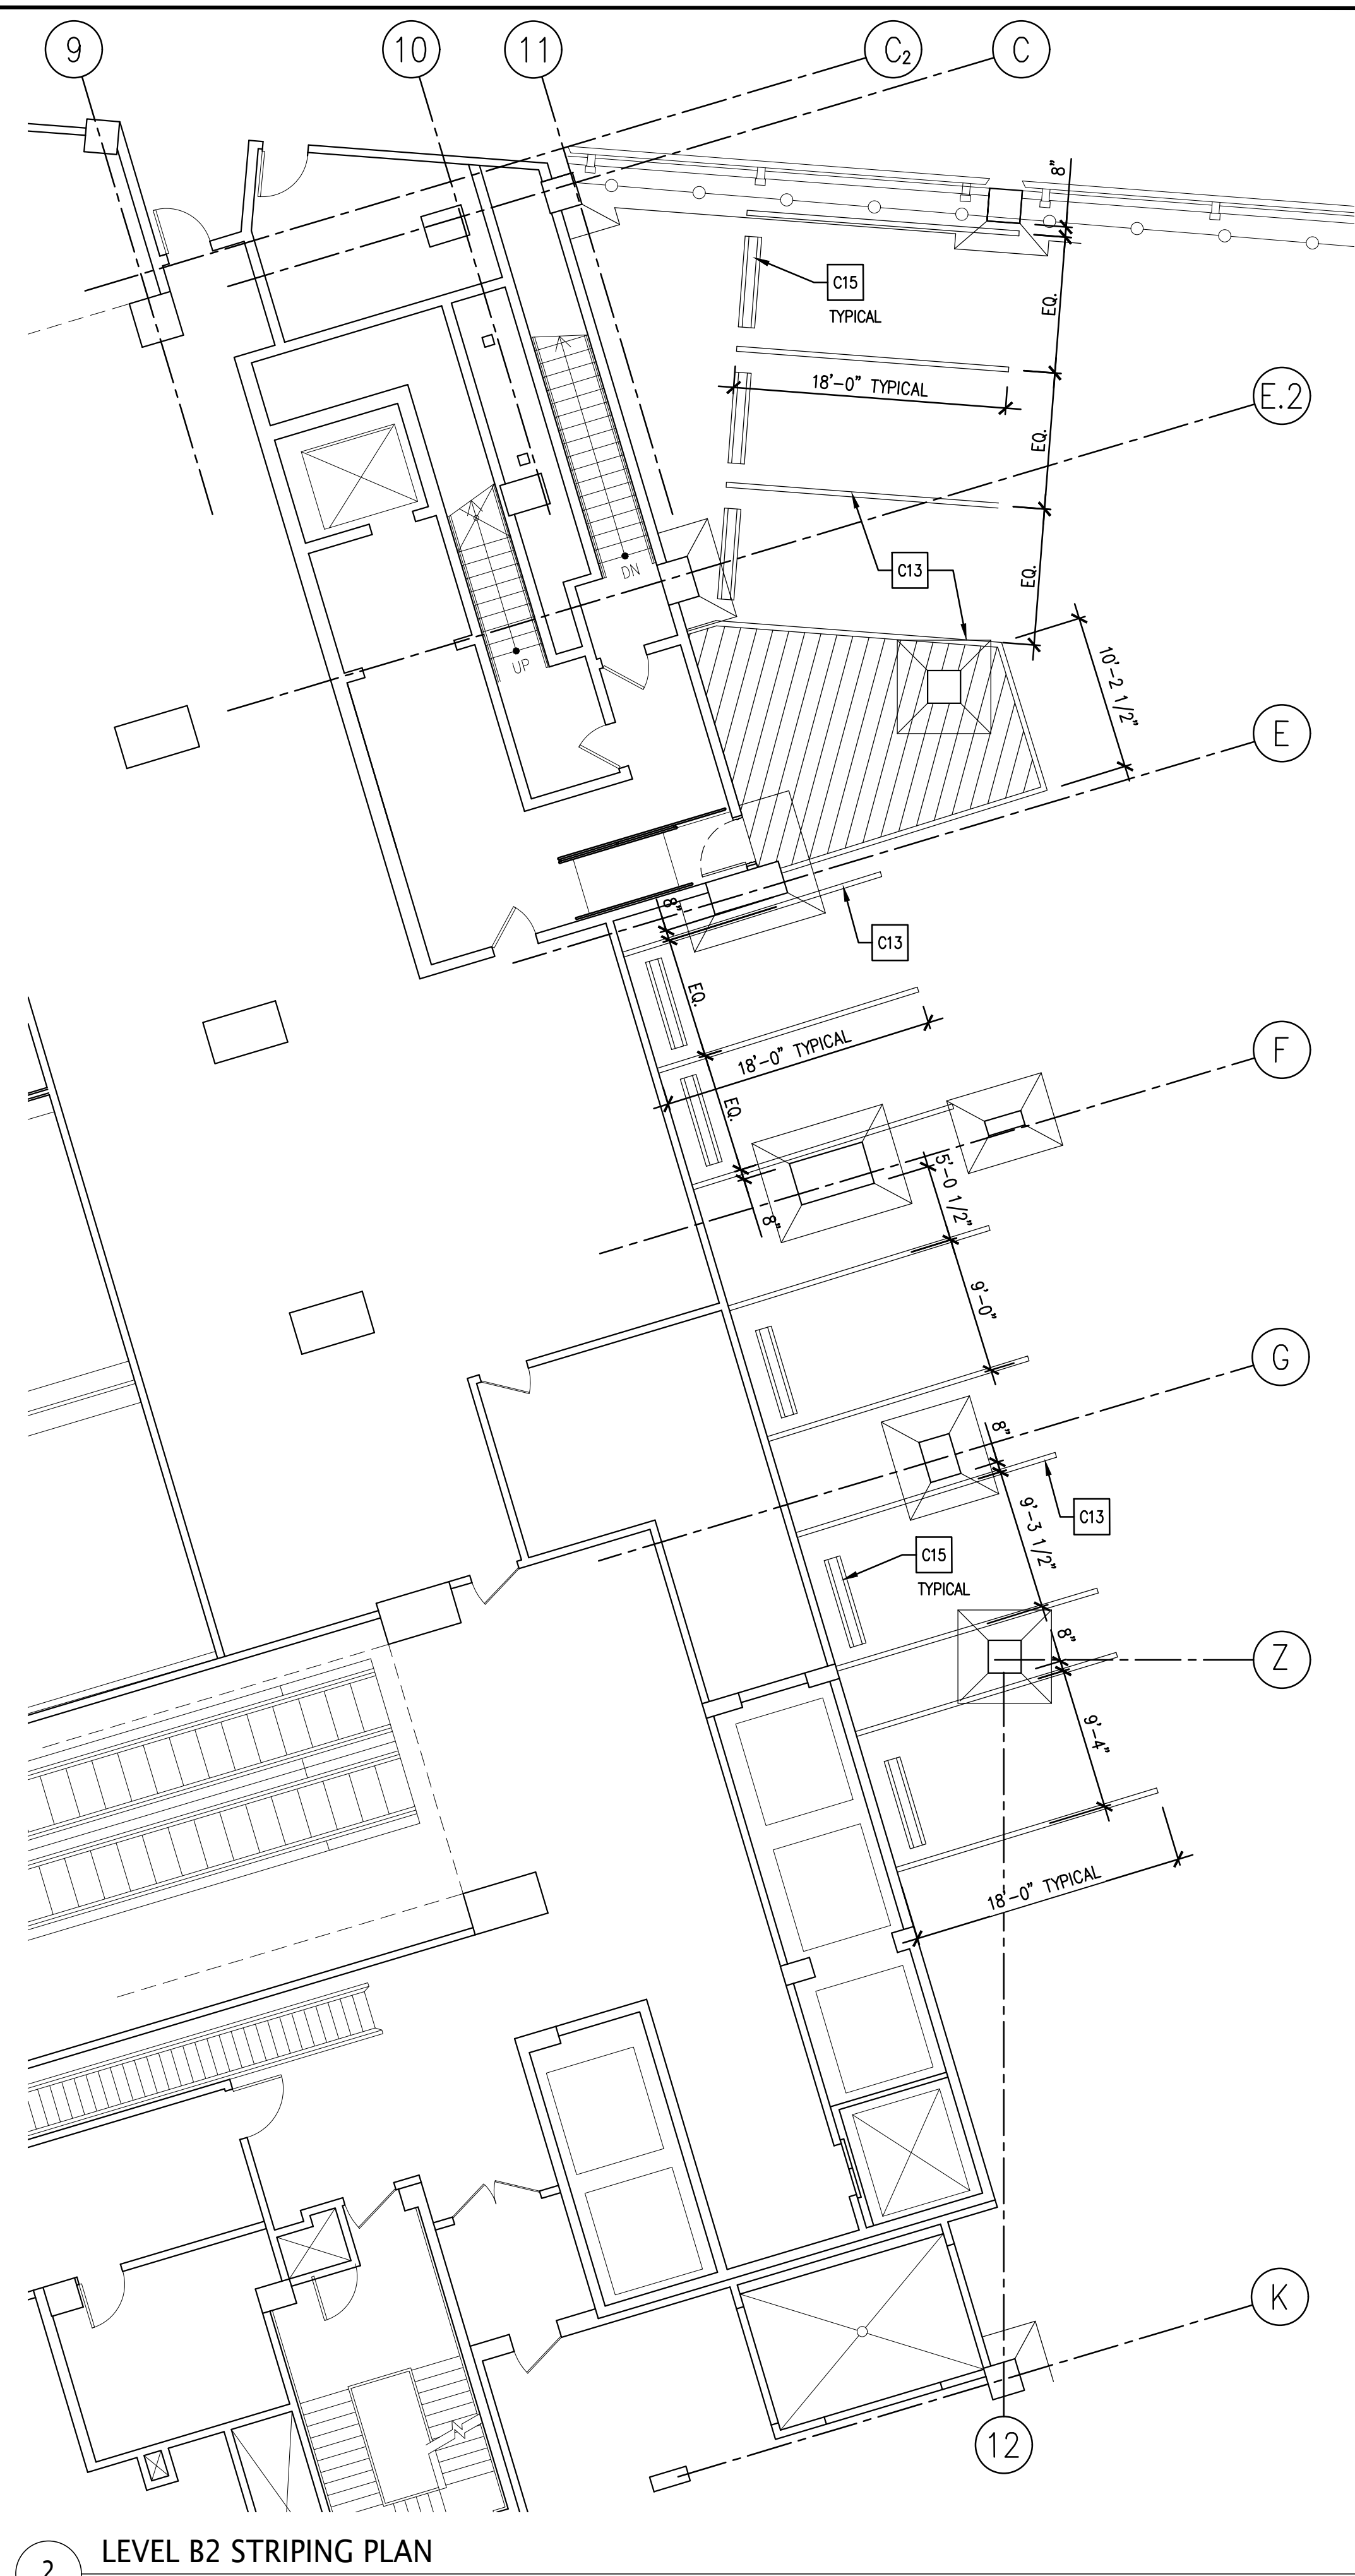 9
10
11
C2
C
8"
C15
TYPICAL
EQ.
18'-0" TYPICAL
E.2
EQ.
C13
EQ.
DN
UP
10'-2 1/2"
E
8"
C13
EQ.
18'-0" TYPICAL
F
EQ.
5'-0 1/2"
8"
9'-0"
G
8"
9'-3 1/2"
C13
C15
TYPICAL
8"
Z
9'-4"
18'-0" TYPICAL
K
12
2
LEVEL B2 STRIPING PLAN